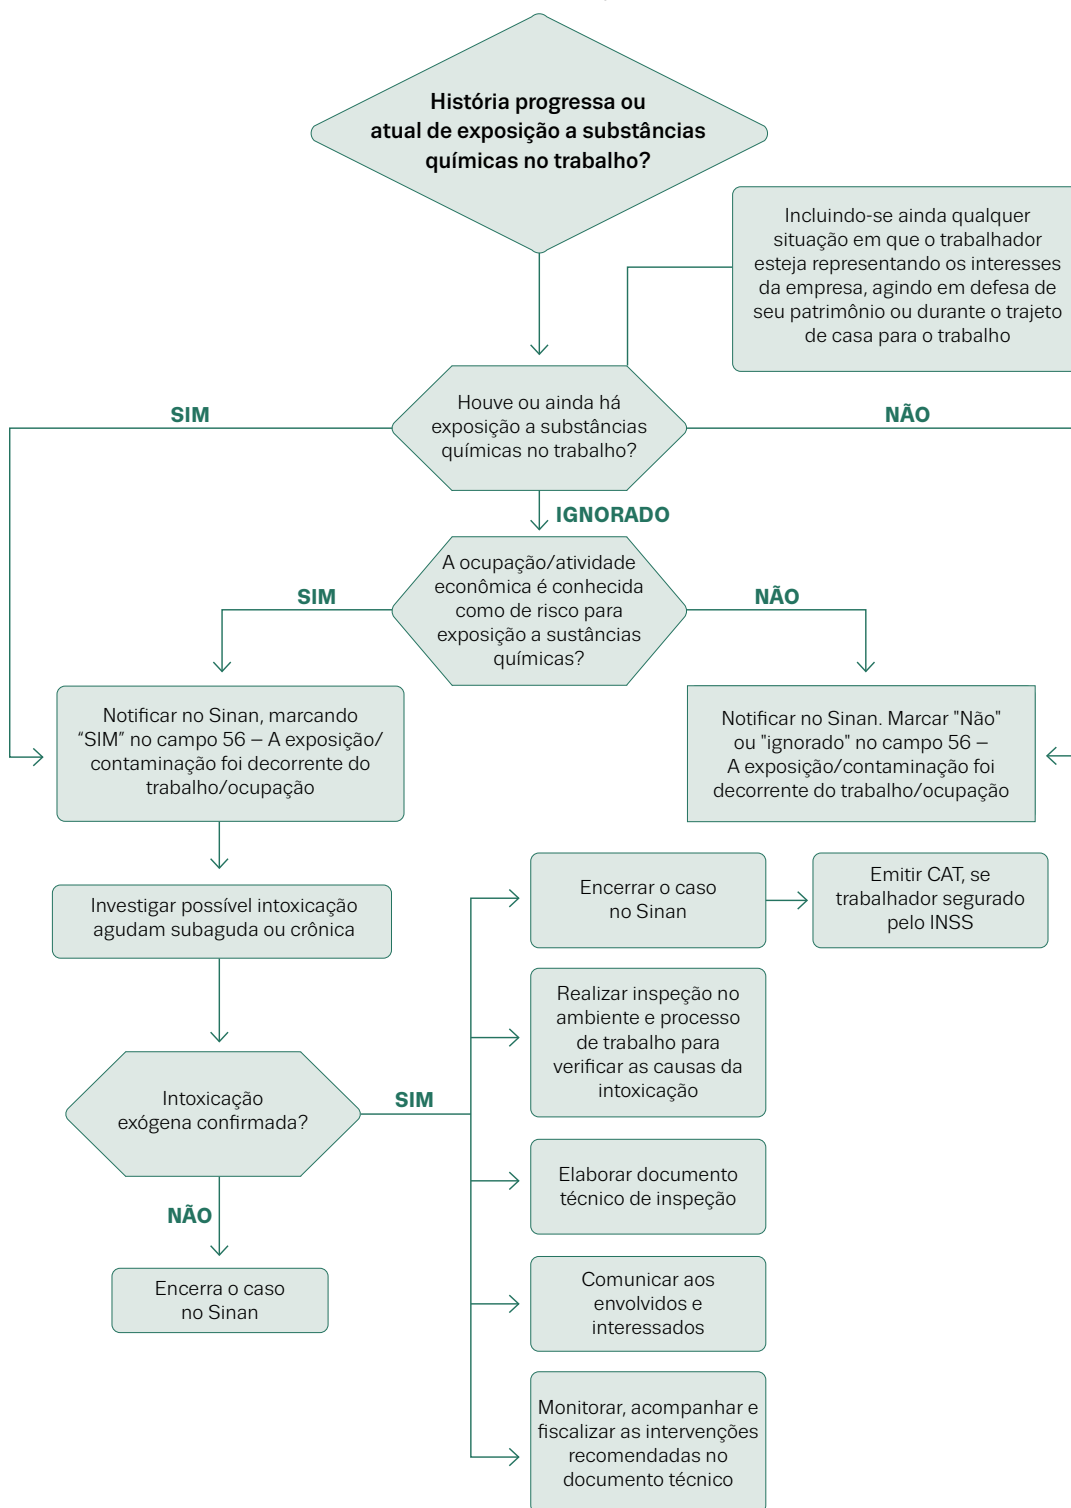 História progressa ou
atual de exposição a substâncias
químicas no trabalho?
Incluindo-se ainda qualquer
situação em que o trabalhador
esteja representando os interesses
da empresa, agindo em defesa de
seu patrimônio ou durante o trajeto
de casa para o trabalho
SIM
Houve ou ainda há
exposição a substâncias
químicas no trabalho?
NÃO
IGNORADO
SIM
A ocupação/atividade
econômica é conhecida
como de risco para
exposição a sustâncias
químicas?
NÃO
Notificar no Sinan, marcando
“SIM” no campo 56 – A exposição/
contaminação foi decorrente do
trabalho/ocupação
Notificar no Sinan. Marcar "Não"
ou "ignorado" no campo 56 –
A exposição/contaminação foi
decorrente do trabalho/ocupação
Investigar possível intoxicação
agudam subaguda ou crônica
Encerrar o caso
no Sinan
Emitir CAT, se
trabalhador segurado
pelo INSS
Realizar inspeção no
ambiente e processo
de trabalho para
verificar as causas da
intoxicação
Intoxicação
exógena confirmada?
SIM
Elaborar documento
técnico de inspeção
NÃO
Encerra o caso
no Sinan
Comunicar aos
envolvidos e
interessados
Monitorar, acompanhar e
fiscalizar as intervenções
recomendadas no
documento técnico